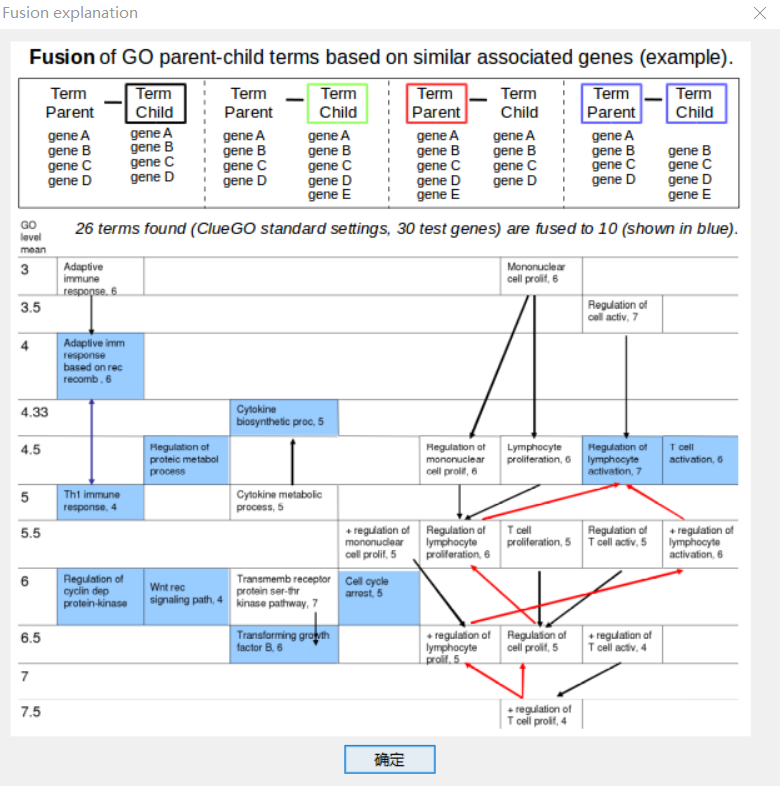 Fusion explanation
Fusion of GO parent-child terms based on similar associated genes (example).
Term
Parent
Term
Child
gene A
gene B
gene C
gene D
gene A
gene B
gene C
gene D
Term
Parent
Term
Child
gene A
gene B
gene C
gene D
gene A
gene B
gene C
gene D
gene E
Term
Parent
Term
Child
gene A
gene B
gene C
gene D
gene E
gene A
gene B
gene C
gene D
Term
Parent
Term
Child
gene A
gene B
gene C
gene D
gene B
gene C
gene D
gene E
GO
level
mean
26 terms found (ClueGO standard settings, 30 test genes) are fused to 10 (shown in blue).
3
Adaptive
immune
response, 6
Mononuclear
cell prolif, 6
3.5
Regulation of
cell activ, 7
4
Adaptive imm
response
based on rec
recomb , 6
4.33
Cytokine
biosynthetic proc, 5
4.5
Regulation of
proteic metabol
process
Regulation of
mononuclear
cell prolif, 6
Lymphocyte
proliferation, 6
Regulation of
lymphocyte
activation, 7
T cell
activation, 6
5
Th1 immune
response, 4
Cytokine metabolic
process, 5
5.5
+ regulation of
mononuclear
cell prolif, 5
Regulation of
lymphocyte
proliferation, 6
T cell
proliferation, 5
Regulation of
T cell activ, 5
+ regulation of
lymphocyte
activation, 6
6
Regulation of
cyclin dep
protein-kinase
Wnt rec
signaling path, 4
Transmemb receptor
protein ser-thr
kinase pathway, 7
Cell cycle
arrest, 5
6.5
Transforming growth
factor B, 6
+ regulation of
lymphocyte
prolif, 5
Regulation of
cell prolif, 5
+ regulation of
T cell activ, 4
7
7.5
+ regulation of
T cell prolif, 4
确定